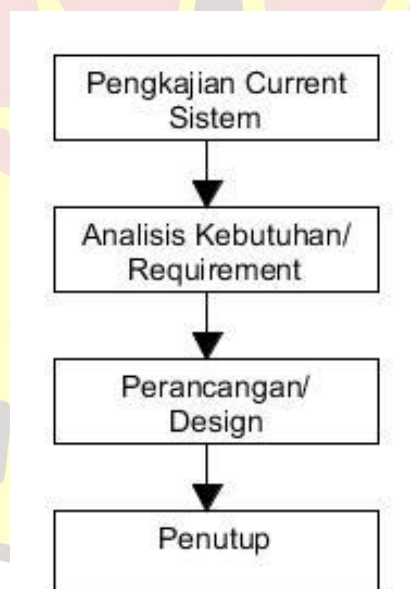 Pengkajian Current
Sistem
Analisis Kebutuhan/
Requirement
Perancangan/
Design
Penutup